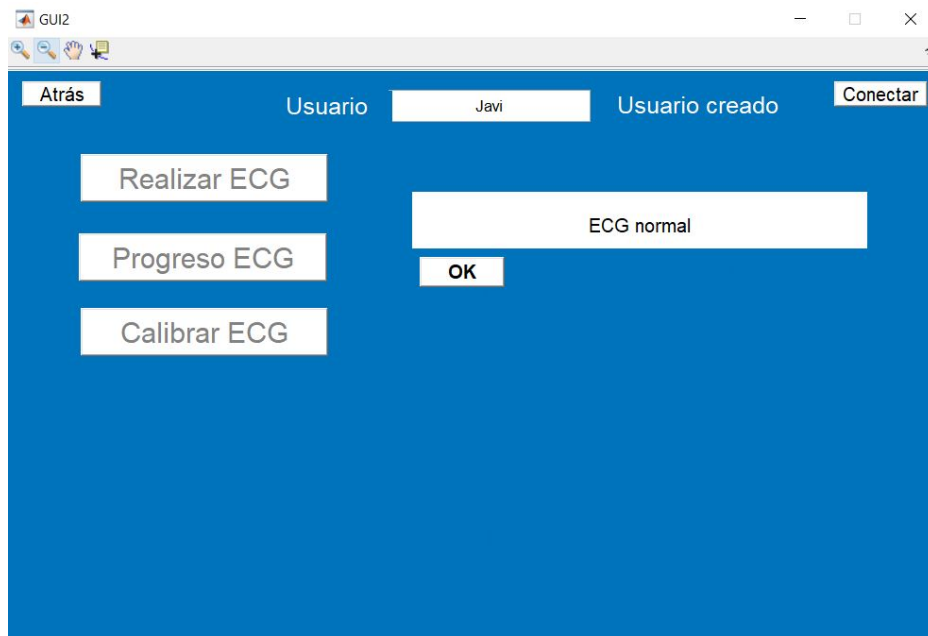 GUI2
Atrás
Usuario
Javi
Usuario creado
Conectar
Realizar ECG
ECG normal
Progreso ECG
OK
Calibrar ECG